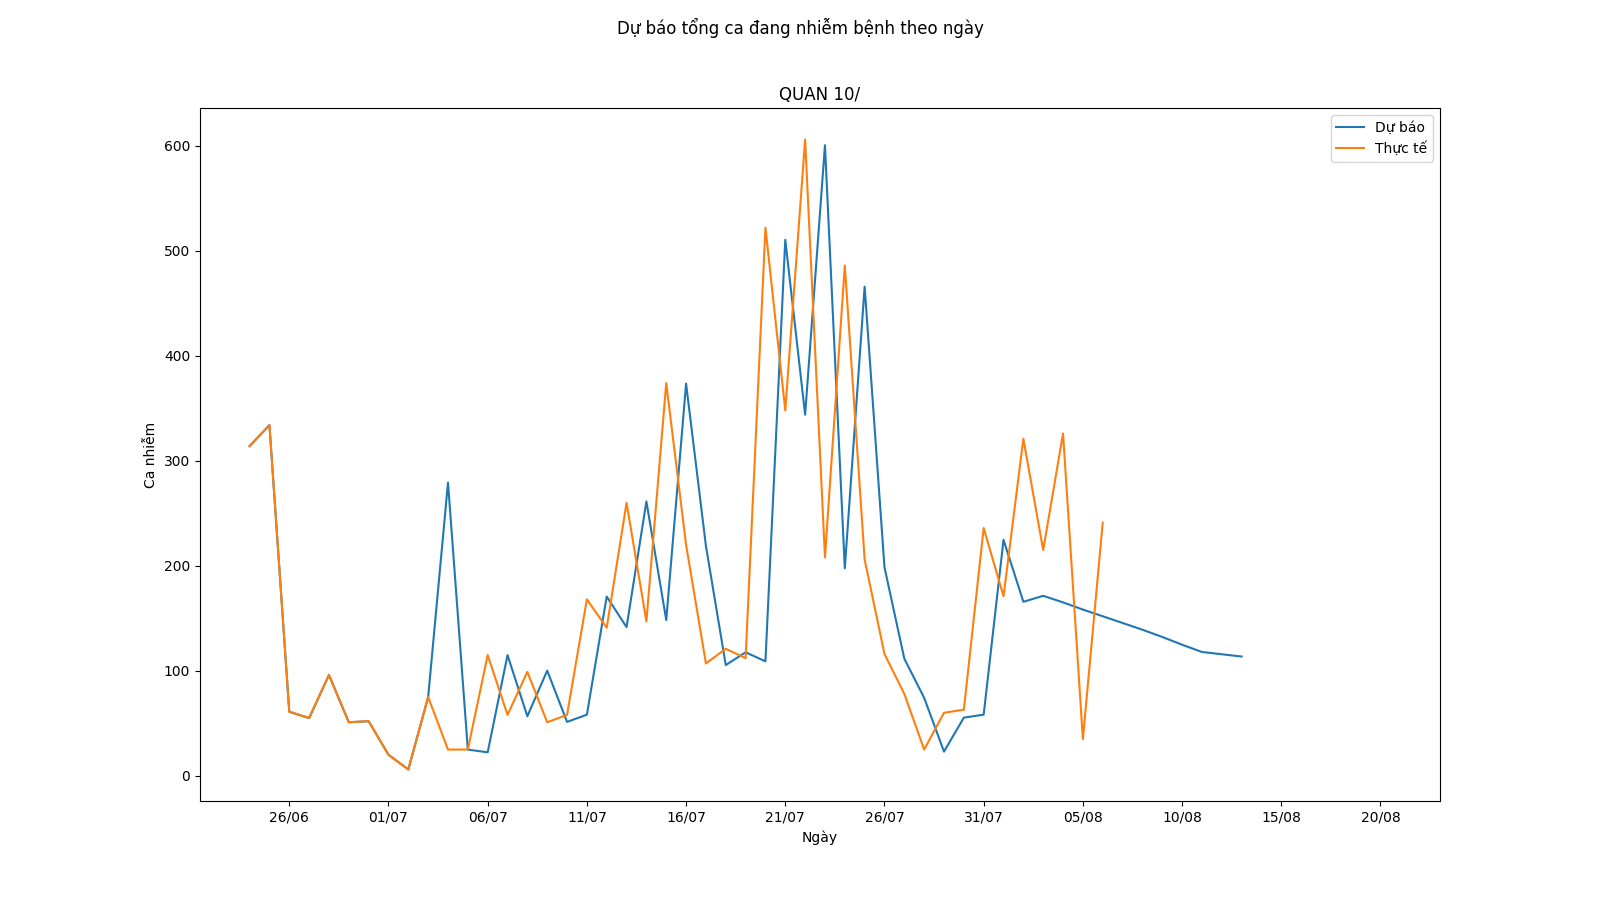 Dự báo tổng ca đang nhiễm bệnh theo ngày
QUAN 10/
Dự báo
Thực tế
600
500
400
300
200
100
0
Ca nhiễm
26/06 01/07 06/07 11/07 16/07 21/07 26/07 31/07 05/08 10/08 15/08 20/08
Ngày